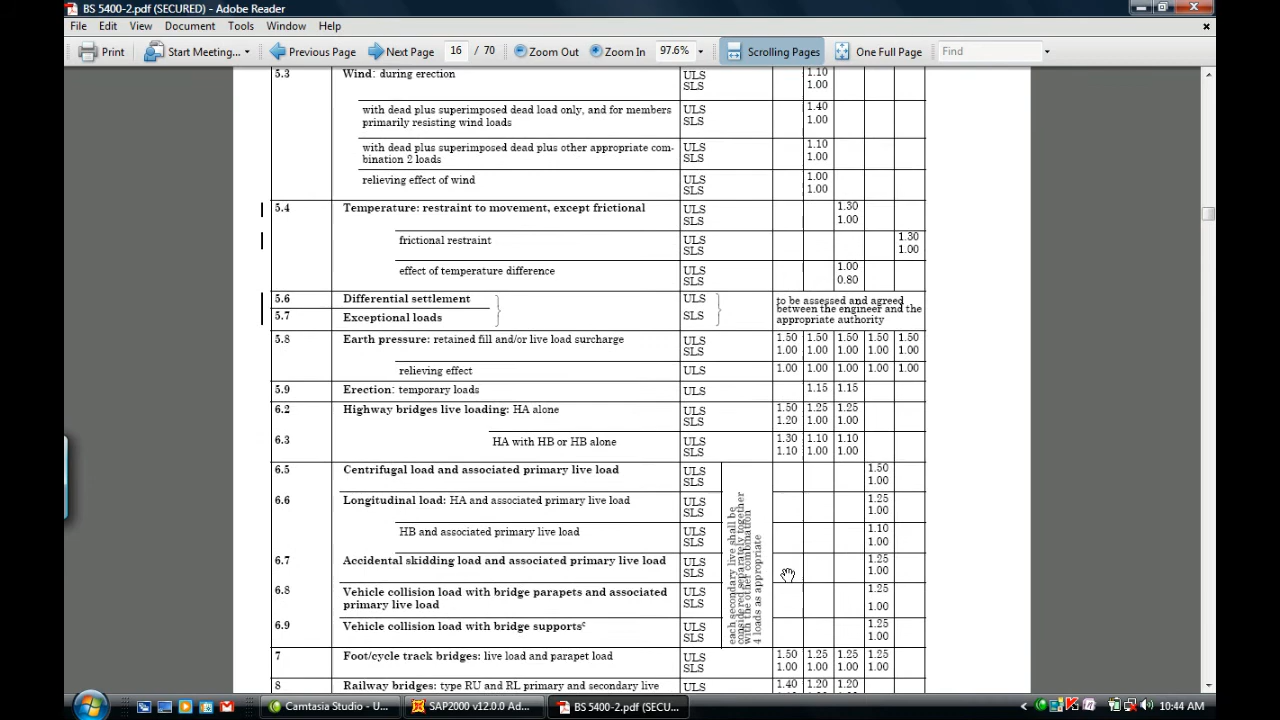 BS 5400-2.pdf (SECURED) - Adobe Reader
File Edit View Document Tools Window Help
Print Start Meeting... Previous Page Next Page 16 / 70 Zoom Out Zoom In 97.6% Scrolling Pages One Full Page Find
5.3 Wind: during erection ULS 1.10
SLS 1.00
with dead plus superimposed dead load only, and for members ULS 1.40
primarily resisting wind loads SLS 1.00
with dead plus superimposed dead plus other appropriate com- ULS 1.10
bination 2 loads SLS 1.00
relieving effect of wind ULS 1.00
SLS 1.00
5.4 Temperature: restraint to movement, except frictional ULS 1.30
SLS 1.00
frictional restraint ULS 1.30
SLS 1.00
effect of temperature difference ULS 1.00
SLS 0.80
5.6 Differential settlement ULS to be assessed and agreed
between the engineer and the
5.7 Exceptional loads SLS appropriate authority
5.8 Earth pressure: retained fill and/or live load surcharge ULS 1.50 1.50 1.50 1.50 1.50
SLS 1.00 1.00 1.00 1.00 1.00
relieving effect ULS 1.00 1.00 1.00 1.00 1.00
5.9 Erection: temporary loads ULS 1.15 1.15
6.2 Highway bridges live loading: HA alone ULS 1.50 1.25 1.25
SLS 1.20 1.00 1.00
6.3 HA with HB or HB alone ULS 1.30 1.10 1.10
SLS 1.10 1.00 1.00
6.5 Centrifugal load and associated primary live load ULS 1.50
SLS 1.00
6.6 Longitudinal load: HA and associated primary live load ULS 1.25
SLS 1.00
HB and associated primary live load ULS 1.10
SLS 1.00
6.7 Accidental skidding load and associated primary live load ULS 1.25
SLS 1.00
6.8 Vehicle collision load with bridge parapets and associated ULS 1.25
primary live load SLS 1.00
6.9 Vehicle collision load with bridge supportsᶜ ULS 1.25
SLS 1.00
each secondary live shall be
considered separately together
with the other combination
4 loads as appropriate
7 Foot/cycle track bridges: live load and parapet load ULS 1.50 1.25 1.25 1.25
SLS 1.00 1.00 1.00 1.00
8 Railway bridges: type RU and RL primary and secondary live ULS 1.40 1.20 1.20
Camtasia Studio - U... SAP2000 v12.0.0 Ad... BS 5400-2.pdf (SECU... 10:44 AM